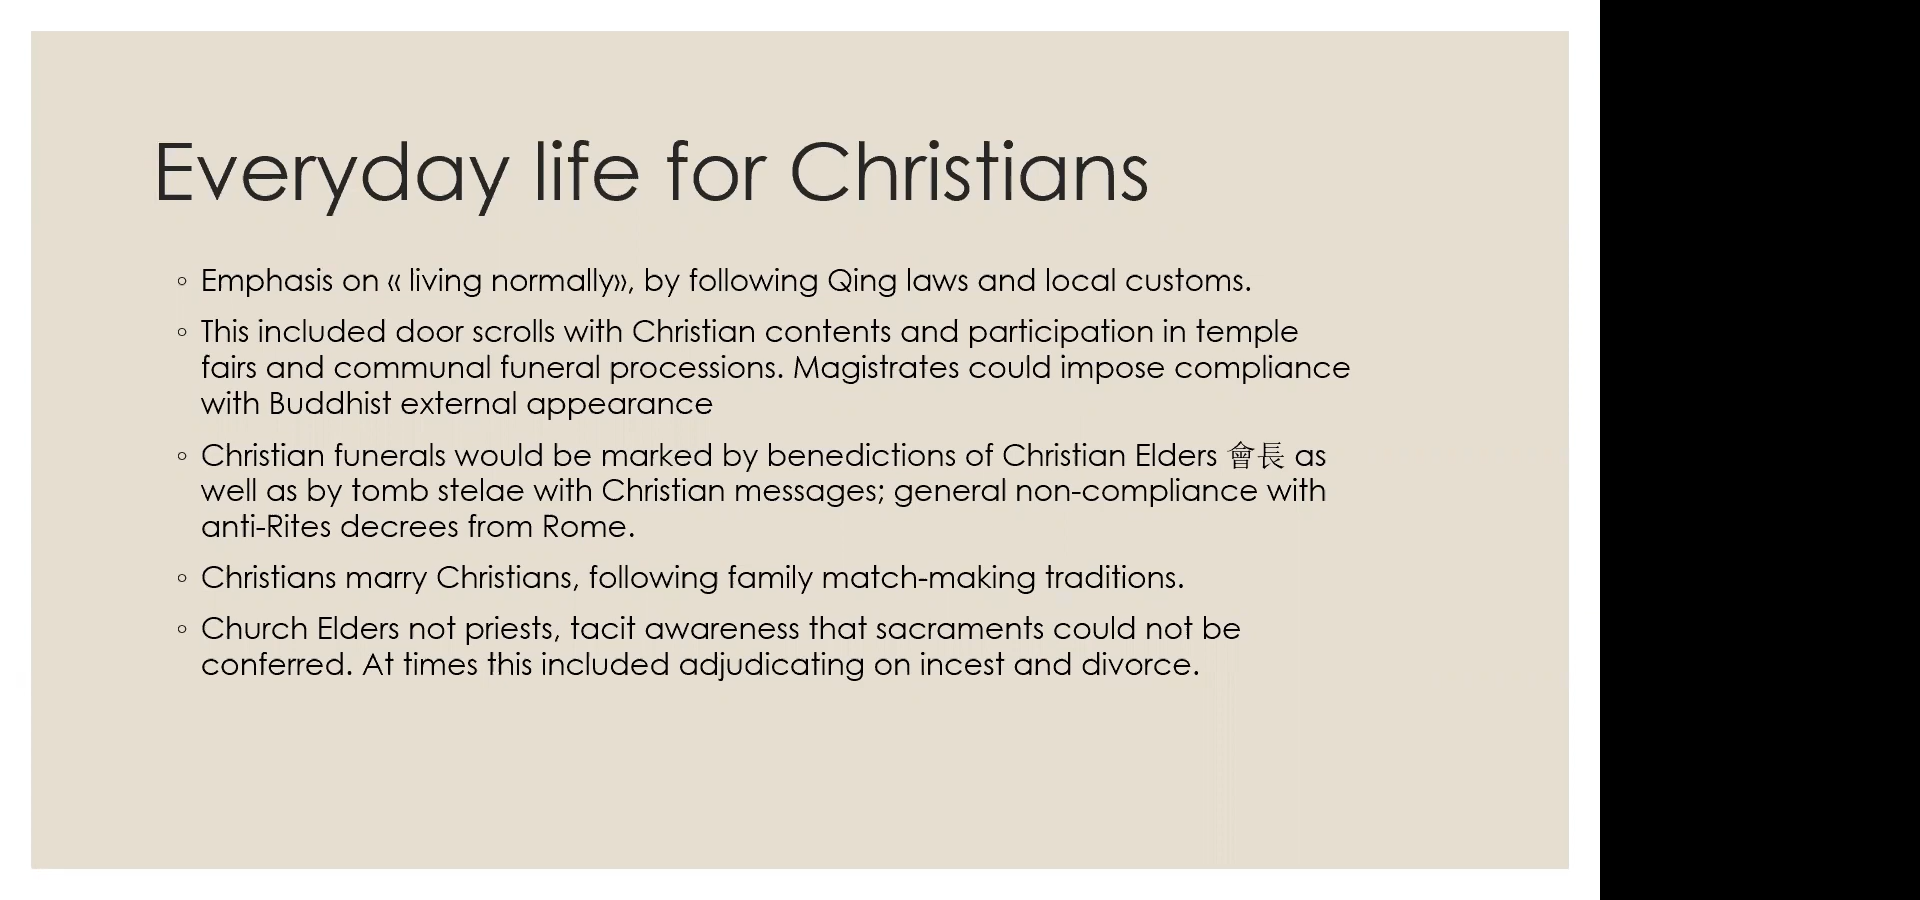 Everyday life for Christians
◦ Emphasis on « living normally», by following Qing laws and local customs.
◦ This included door scrolls with Christian contents and participation in temple
fairs and communal funeral processions. Magistrates could impose compliance
with Buddhist external appearance
◦ Christian funerals would be marked by benedictions of Christian Elders 會長 as
well as by tomb stelae with Christian messages; general non-compliance with
anti-Rites decrees from Rome.
◦ Christians marry Christians, following family match-making traditions.
◦ Church Elders not priests, tacit awareness that sacraments could not be
conferred. At times this included adjudicating on incest and divorce.